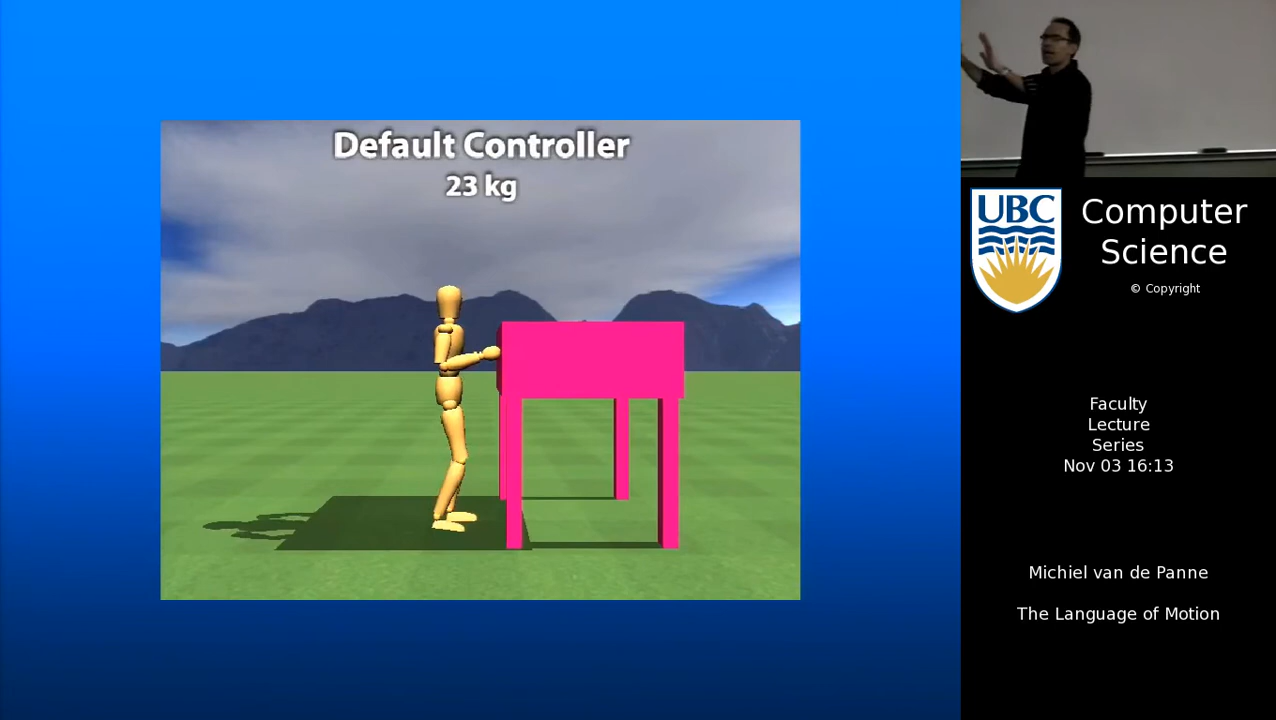 Default Controller
23 kg
UBC
Computer
Science
© Copyright
Faculty
Lecture
Series
Nov 03 16:13
Michiel van de Panne
The Language of Motion